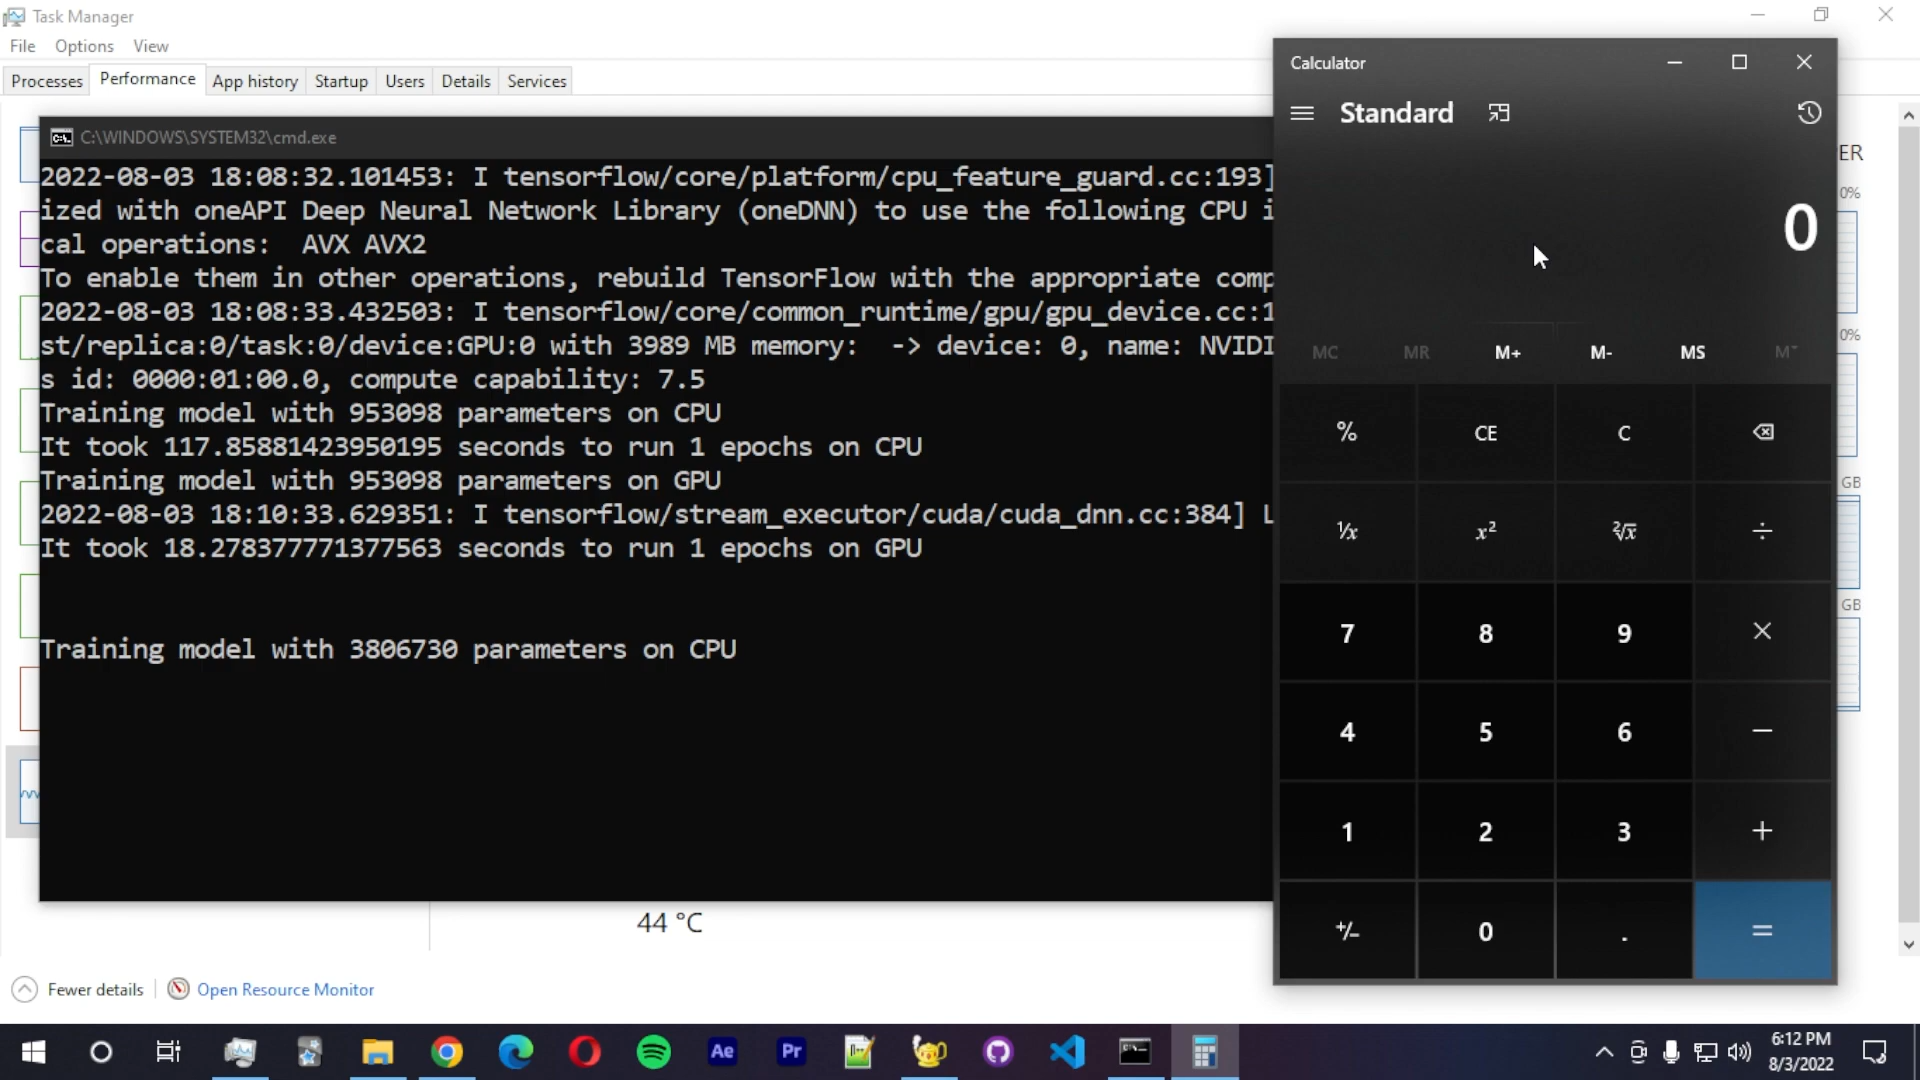 Task Manager
File Options View
Processes Performance App history Startup Users Details Services
C:\WINDOWS\SYSTEM32\cmd.exe
2022-08-03 18:08:32.101453: I tensorflow/core/platform/cpu_feature_guard.cc:193]
ized with oneAPI Deep Neural Network Library (oneDNN) to use the following CPU i
cal operations:  AVX AVX2
To enable them in other operations, rebuild TensorFlow with the appropriate comp
2022-08-03 18:08:33.432503: I tensorflow/core/common_runtime/gpu/gpu_device.cc:1
st/replica:0/task:0/device:GPU:0 with 3989 MB memory:  -> device: 0, name: NVIDI
s id: 0000:01:00.0, compute capability: 7.5
Training model with 953098 parameters on CPU
It took 117.85881423950195 seconds to run 1 epochs on CPU
Training model with 953098 parameters on GPU
2022-08-03 18:10:33.629351: I tensorflow/stream_executor/cuda/cuda_dnn.cc:384] L
It took 18.278377771377563 seconds to run 1 epochs on GPU
Training model with 3806730 parameters on CPU
44 °C
Fewer details Open Resource Monitor
Calculator
Standard
0
MC MR M+ M- MS M˅
% CE C
⅟x x² ²√x ÷
7 8 9 ×
4 5 6 −
1 2 3 +
+/− 0 . =
ER
0%
0%
GB
GB
Ae Pr
6:12 PM
8/3/2022